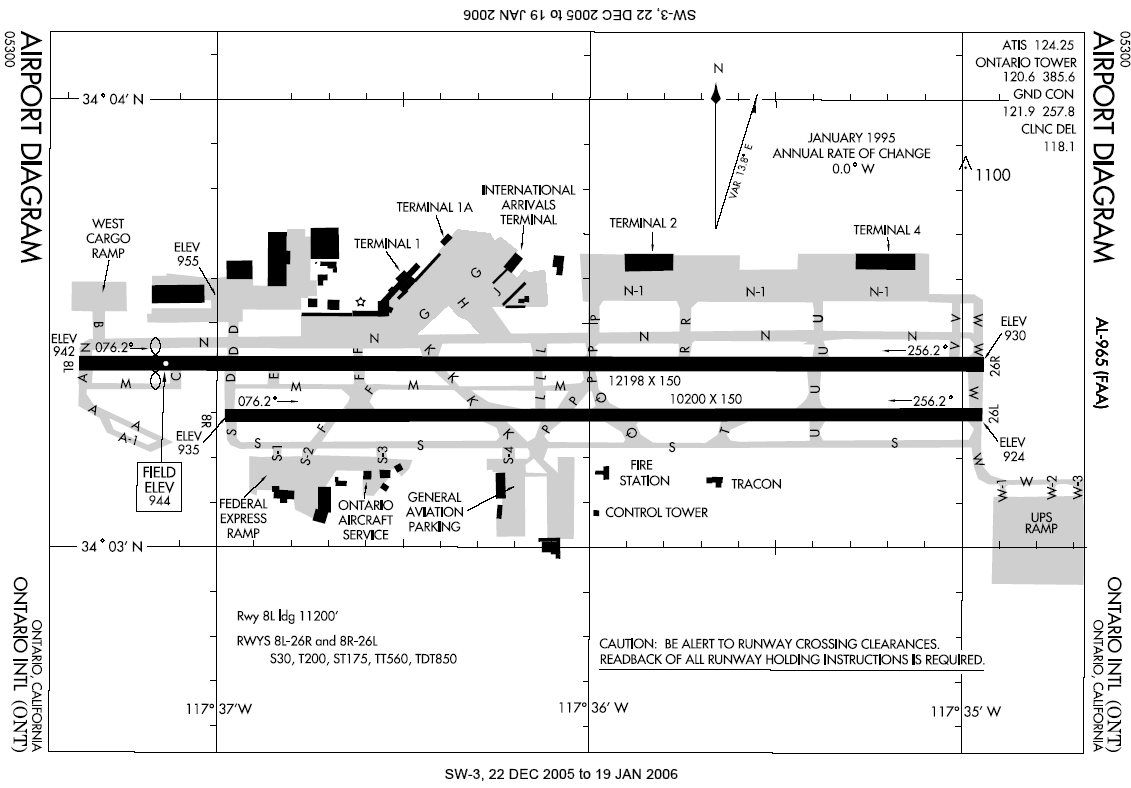 SW-3, 22 DEC 2005 to 19 JAN 2006
05300
AIRPORT DIAGRAM
05300
AIRPORT DIAGRAM
AL-965 (FAA)
ATIS 124.25
ONTARIO TOWER
120.6 385.6
GND CON
121.9 257.8
CLNC DEL
118.1
34° 04' N
N
VAR 13.8° E
JANUARY 1995
ANNUAL RATE OF CHANGE
0.0° W
1100
WEST
CARGO
RAMP
ELEV
955
TERMINAL 1A
TERMINAL 1
INTERNATIONAL
ARRIVALS
TERMINAL
TERMINAL 2
TERMINAL 4
G
G
H
J
N-1
N-1
N-1
B
D
D
P
P
R
R
U
U
V
V
W
W
W
ELEV
942
8L
N
076.2°
N
N
F
F
K
K
L
L
N
N
256.2°
ELEV
930
26R
12198 X 150
A
M
C
D
D
E
M
F
F
M
K
K
K
L
L
M
P
P
P
P
Q
Q
U
U
W
10200 X 150
076.2°
256.2°
26L
A
A
A
A-1
8R
ELEV
935
S
S
S-1
S-2
F
S-3
S
K
S-4
S
T
S
W
ELEV
924
FIELD
ELEV
944
FEDERAL
EXPRESS
RAMP
ONTARIO
AIRCRAFT
SERVICE
GENERAL
AVIATION
PARKING
FIRE
STATION
TRACON
CONTROL TOWER
W-1
W
W-2
W-3
UPS
RAMP
34° 03' N
Rwy 8L ldg 11200'
RWYS 8L-26R and 8R-26L
S30, T200, ST175, TT560, TDT850
CAUTION: BE ALERT TO RUNWAY CROSSING CLEARANCES.
READBACK OF ALL RUNWAY HOLDING INSTRUCTIONS IS REQUIRED.
117° 37'W
117° 36' W
117° 35' W
ONTARIO, CALIFORNIA
ONTARIO INTL (ONT)
ONTARIO INTL (ONT)
ONTARIO, CALIFORNIA
SW-3, 22 DEC 2005 to 19 JAN 2006